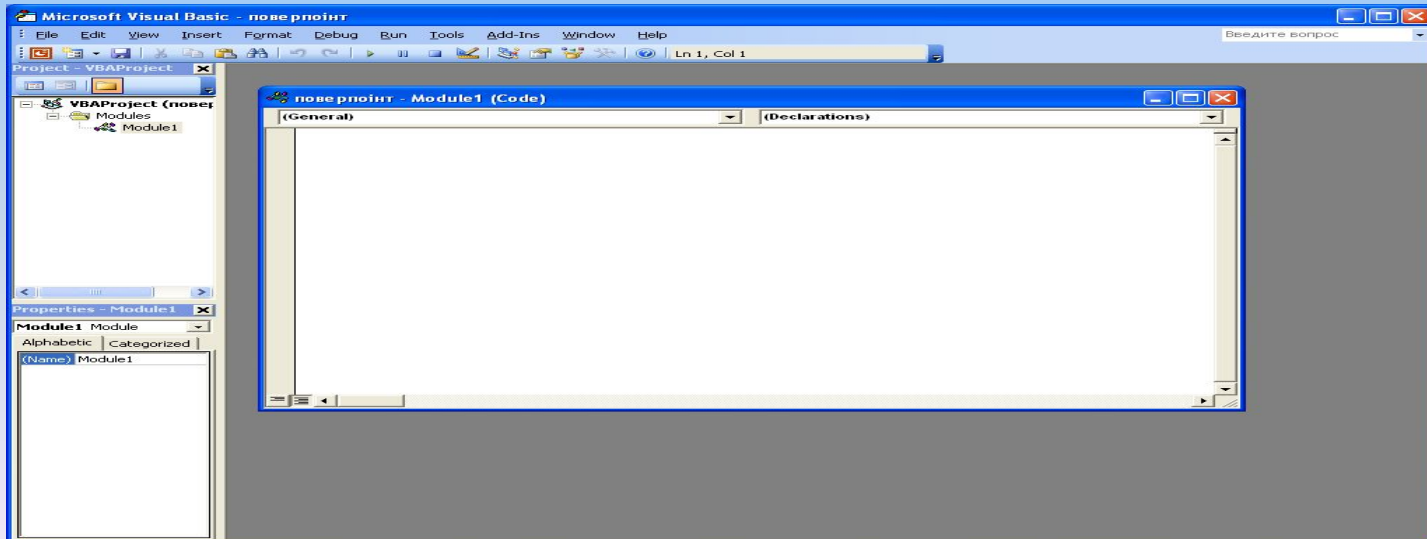 Microsoft Visual Basic - поверпоінт
File Edit View Insert Format Debug Run Tools Add-Ins Window Help
Введите вопрос
Ln 1, Col 1
Project - VBAProject
VBAProject (повер
Modules
Module1
поверпоінт - Module1 (Code)
(General) (Declarations)
Properties - Module1
Module1 Module
Alphabetic Categorized
(Name) Module1